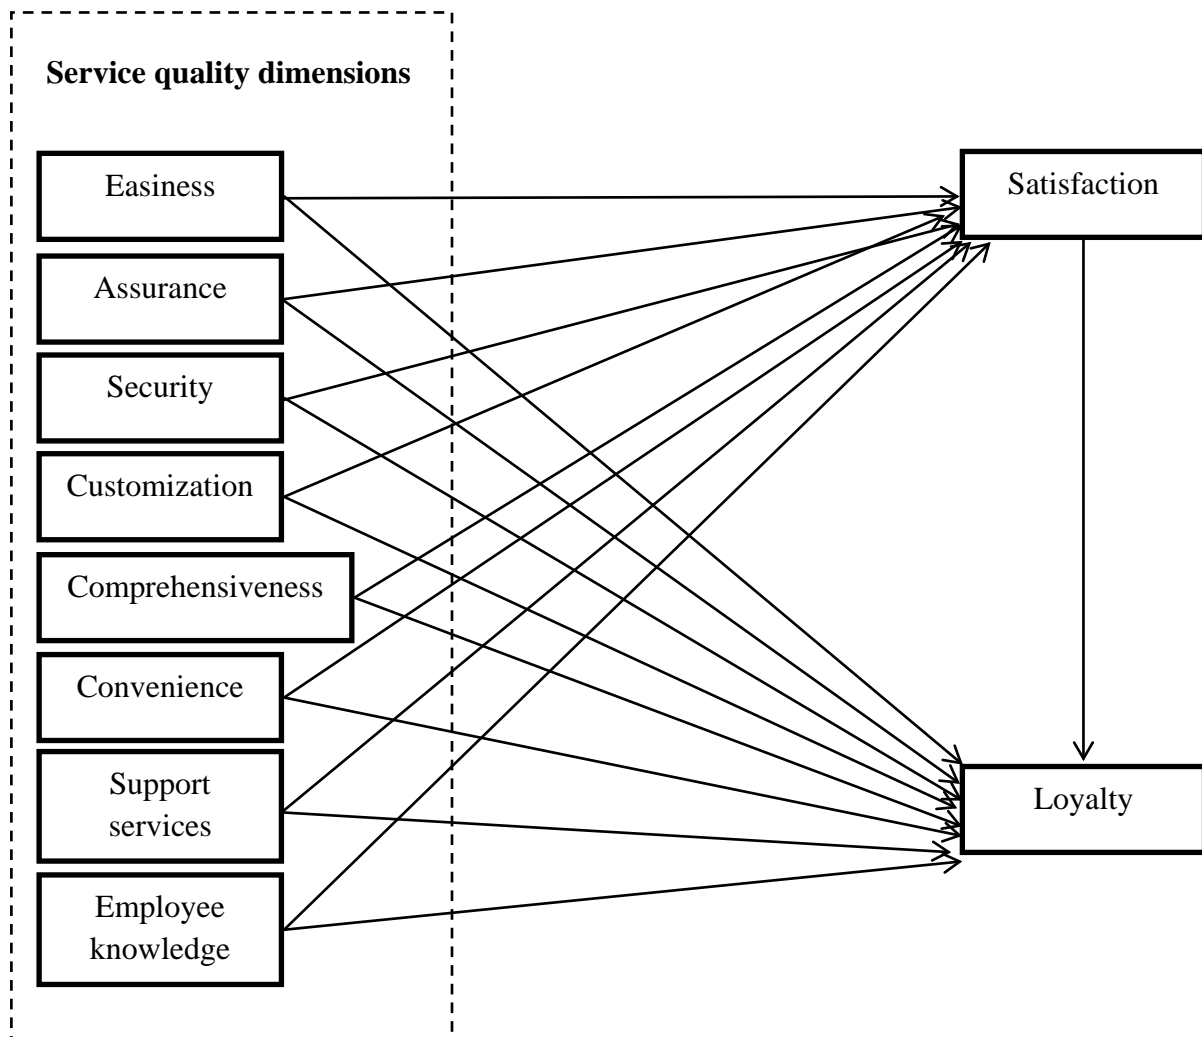 Service quality dimensions
Easiness
Assurance
Security
Customization
Comprehensiveness
Convenience
Support
services
Employee
knowledge
Satisfaction
Loyalty